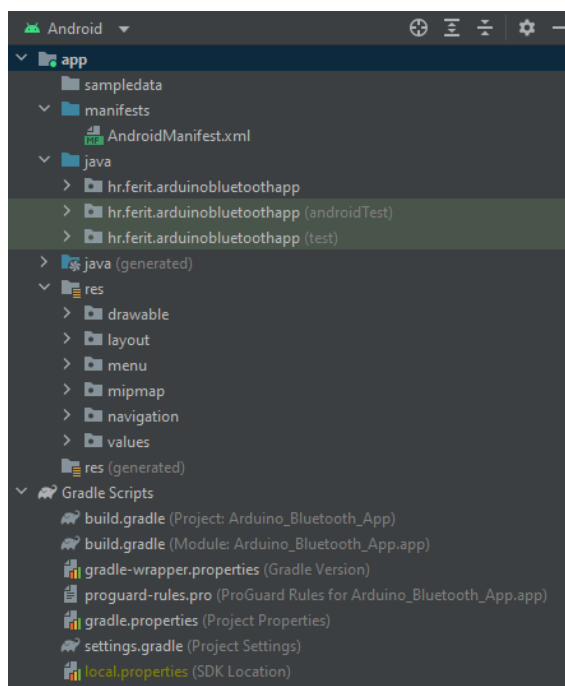 Android
app
sampledata
manifests
AndroidManifest.xml
java
hr.ferit.arduinobluetoothapp
hr.ferit.arduinobluetoothapp (androidTest)
hr.ferit.arduinobluetoothapp (test)
java (generated)
res
drawable
layout
menu
mipmap
navigation
values
res (generated)
Gradle Scripts
build.gradle (Project: Arduino_Bluetooth_App)
build.gradle (Module: Arduino_Bluetooth_App.app)
gradle-wrapper.properties (Gradle Version)
proguard-rules.pro (ProGuard Rules for Arduino_Bluetooth_App.app)
gradle.properties (Project Properties)
settings.gradle (Project Settings)
local.properties (SDK Location)